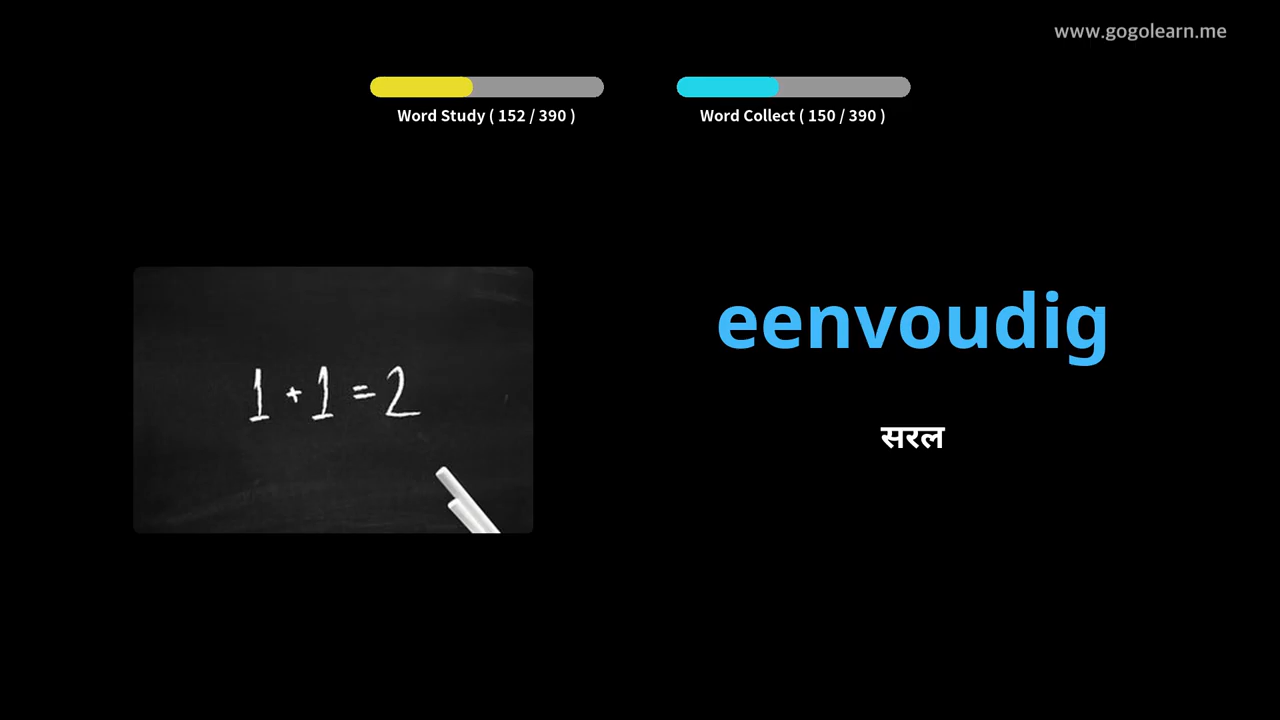 www.gogolearn.me
Word Study ( 152 / 390 )
Word Collect ( 150 / 390 )
1 + 1 = 2
eenvoudig
सरल